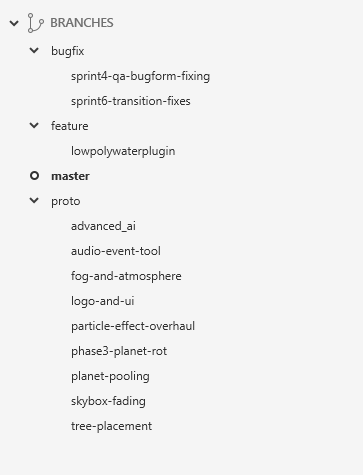 BRANCHES
bugfix
sprint4-qa-bugform-fixing
sprint6-transition-fixes
feature
lowpolywaterplugin
master
proto
advanced_ai
audio-event-tool
fog-and-atmosphere
logo-and-ui
particle-effect-overhaul
phase3-planet-rot
planet-pooling
skybox-fading
tree-placement